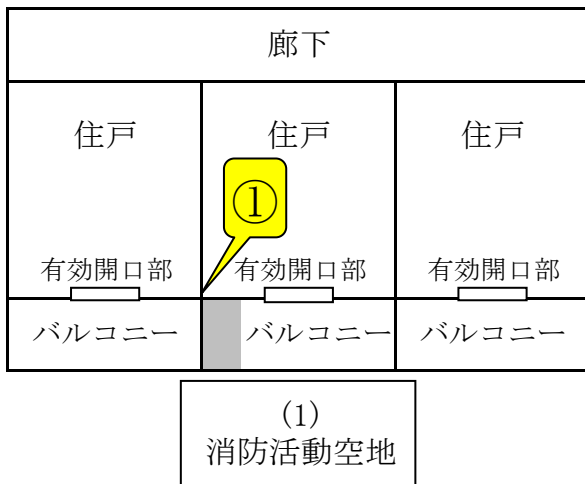 廊下
住戸 住戸 住戸
①
有効開口部 有効開口部 有効開口部
バルコニー バルコニー バルコニー
(1)
消防活動空地